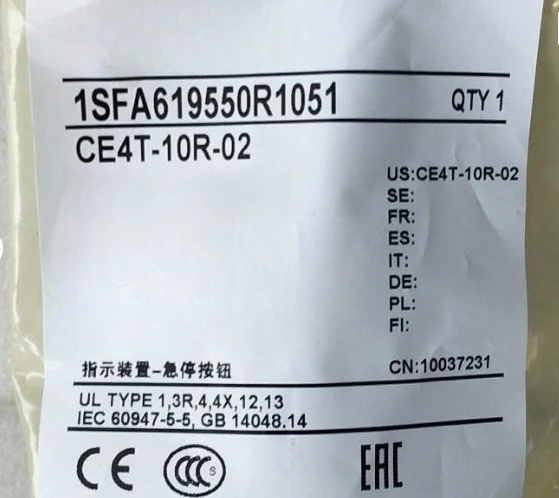 1SFA619550R1051 QTY 1
CE4T-10R-02
US:CE4T-10R-02
SE:
FR:
ES:
IT:
DE:
PL:
FI:
指示装置-急停按钮 CN:10037231
UL TYPE 1,3R,4,4X,12,13
IEC 60947-5-5, GB 14048.14
CE CCC EAC